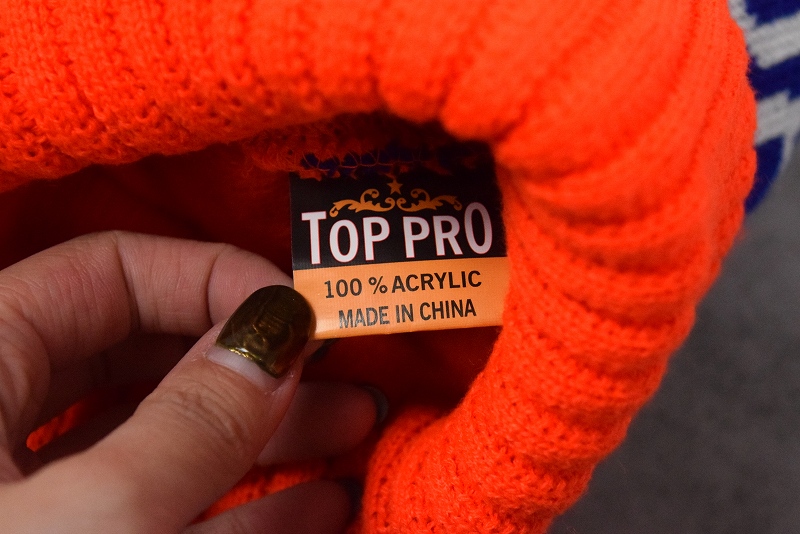 TOP PRO
100 % ACRYLIC
MADE IN CHINA